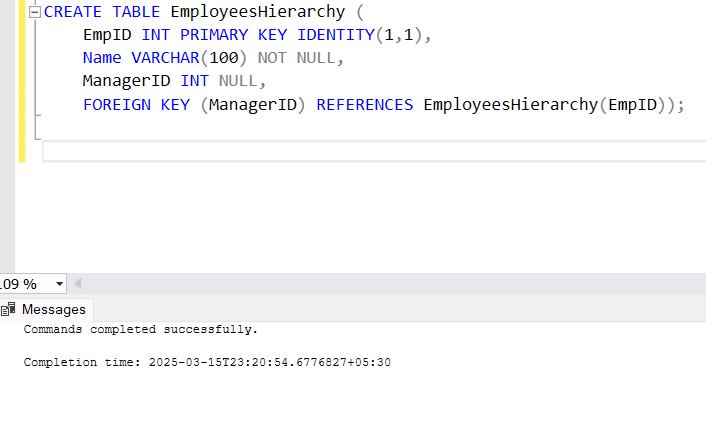 CREATE TABLE EmployeesHierarchy (
EmpID INT PRIMARY KEY IDENTITY(1,1),
Name VARCHAR(100) NOT NULL,
ManagerID INT NULL,
FOREIGN KEY (ManagerID) REFERENCES EmployeesHierarchy(EmpID));
109 %
Messages
Commands completed successfully.
Completion time: 2025-03-15T23:20:54.6776827+05:30